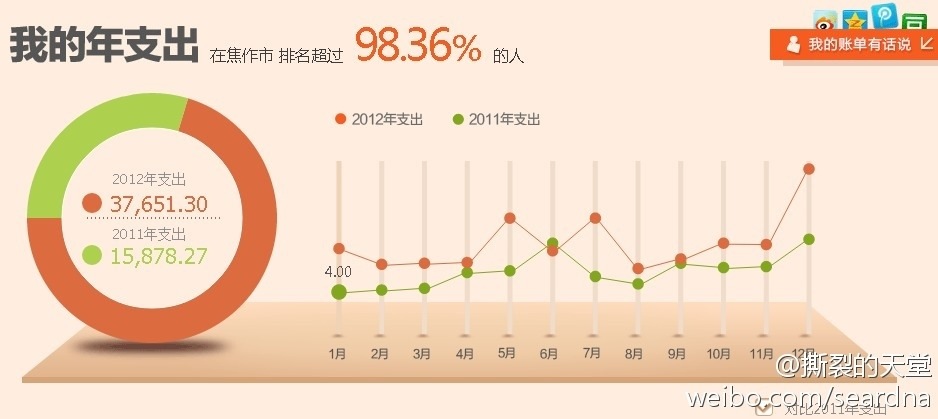 我的年支出 在焦作市 排名超过 98.36% 的人
我的账单有话说
2012年支出 2011年支出
2012年支出
37,651.30
2011年支出
15,878.27
4.00
1月 2月 3月 4月 5月 6月 7月 8月 9月 10月 11月 12月
@撕裂的天堂
weibo.com/seardna
对比2011年支出